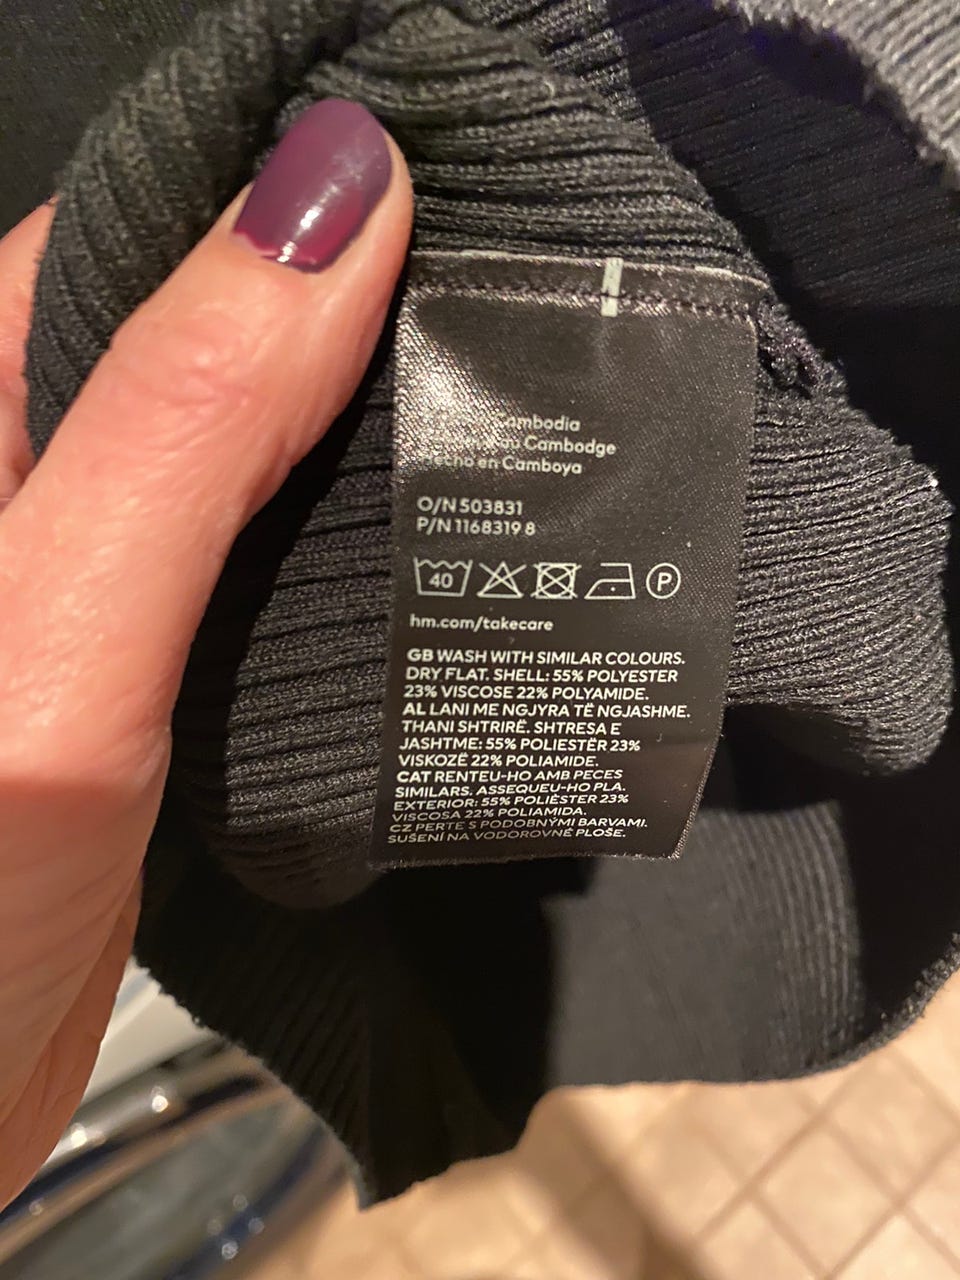 Cambodia
au Cambodge
Hecho en Camboya
O/N 503831
P/N 1168319 8
40
P
hm.com/takecare
GB WASH WITH SIMILAR COLOURS.
DRY FLAT. SHELL: 55% POLYESTER
23% VISCOSE 22% POLYAMIDE.
AL LANI ME NGJYRA TË NGJASHME.
THANI SHTRIRË. SHTRESA E
JASHTME: 55% POLIESTËR 23%
VISKOZË 22% POLIAMIDE.
CAT RENTEU-HO AMB PECES
SIMILARS. ASSEQUEU-HO PLA.
EXTERIOR: 55% POLIÈSTER 23%
VISCOSA 22% POLIAMIDA.
CZ PERTE S PODOBNÝMI BARVAMI.
SUŠENÍ NA VODOROVNÉ PLOŠE.